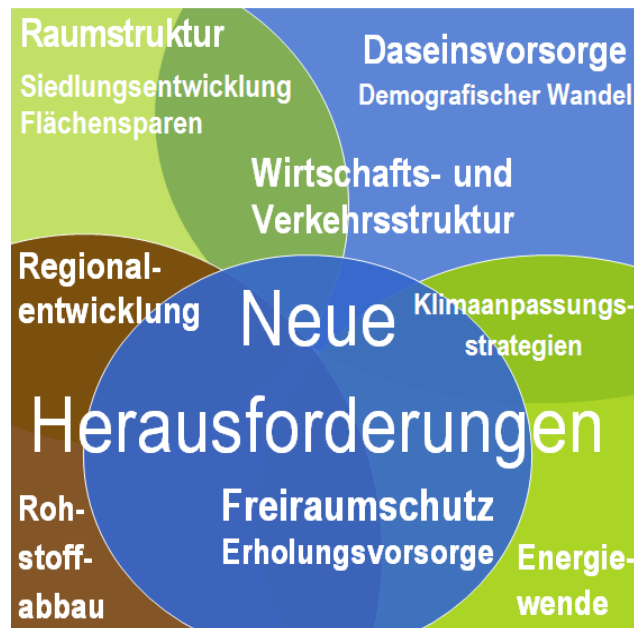 Raumstruktur
Siedlungsentwicklung
Flächensparen
Daseinsvorsorge
Demografischer Wandel
Wirtschafts- und
Verkehrsstruktur
Regional-
entwicklung
Neue
Klimaanpassungs-
strategien
Herausforderungen
Roh-
stoff-
abbau
Freiraumschutz
Erholungsvorsorge
Energie-
wende